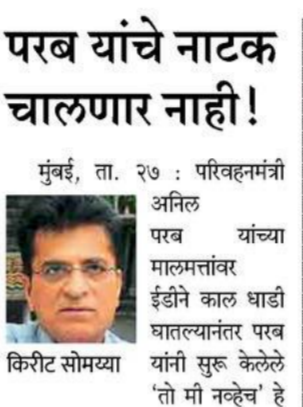 परब यांचे नाटक
चालणार नाही!
मुंबई, ता. २७ : परिवहनमंत्री
अनिल
परब यांच्या
मालमत्तांवर
ईडीने काल धाडी
घातल्यानंतर परब
यांनी सुरू केलेले
‘तो मी नव्हेच’ हे
किरीट सोमय्या